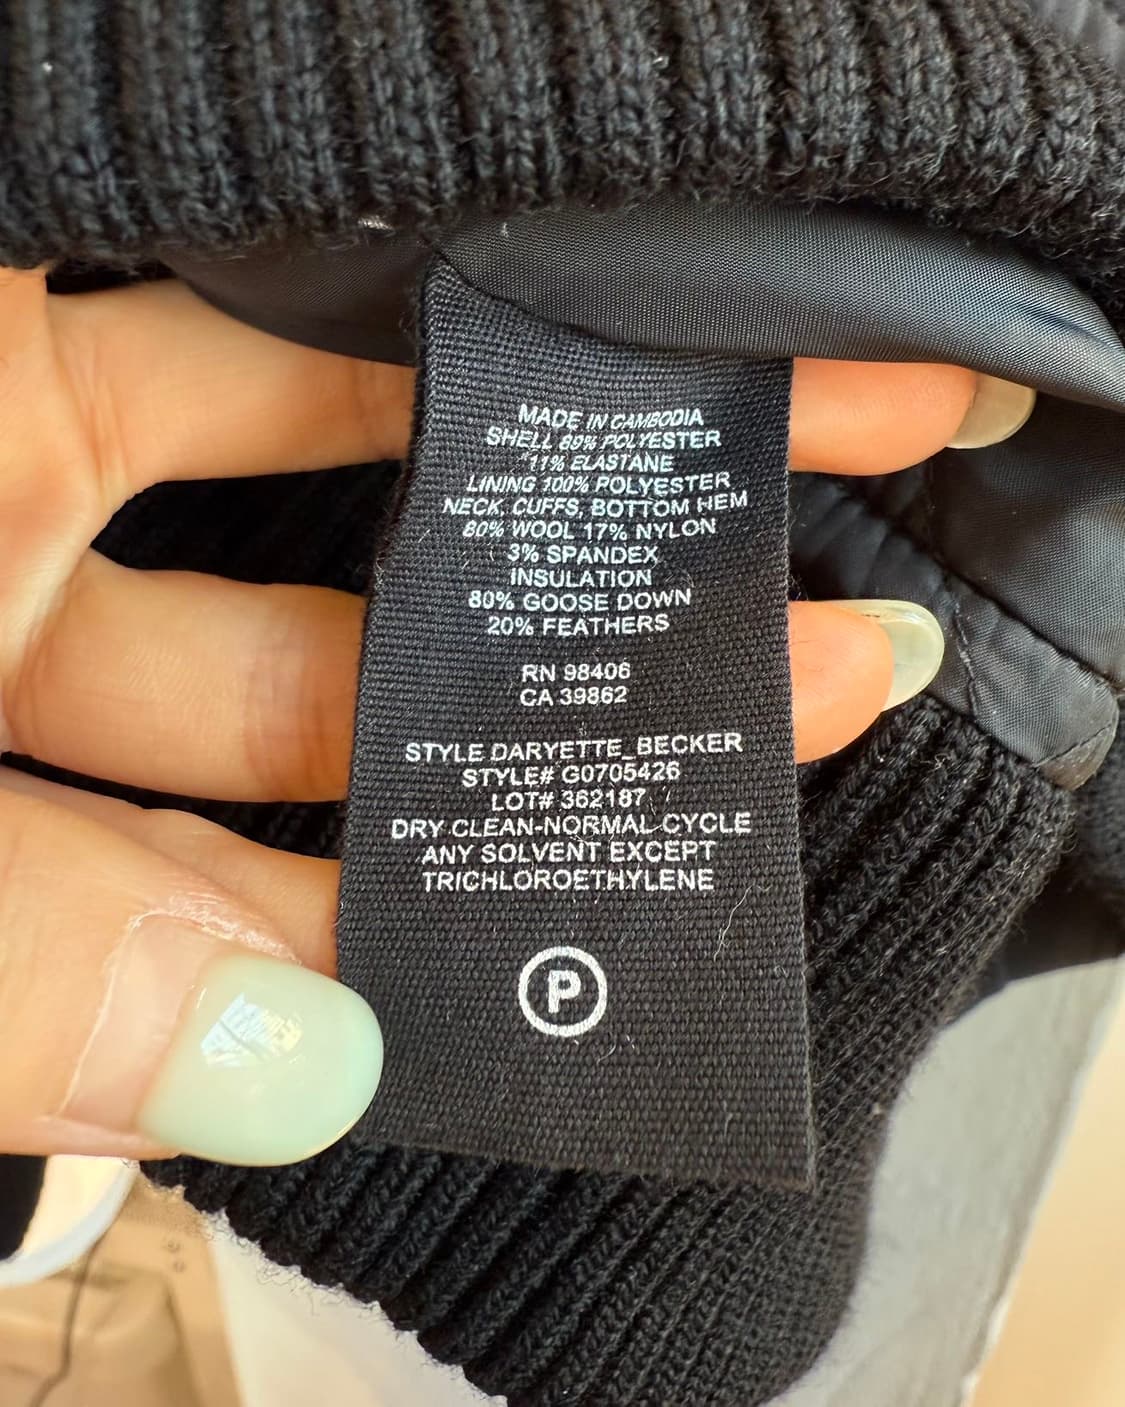 MADE IN CAMBODIA
SHELL 89% POLYESTER
11% ELASTANE
LINING 100% POLYESTER
NECK, CUFFS, BOTTOM HEM
80% WOOL 17% NYLON
3% SPANDEX
INSULATION
80% GOOSE DOWN
20% FEATHERS
RN 98406
CA 39862
STYLE DARYETTE_BECKER
STYLE# G0705426
LOT# 362187
DRY CLEAN-NORMAL CYCLE
ANY SOLVENT EXCEPT
TRICHLOROETHYLENE
P